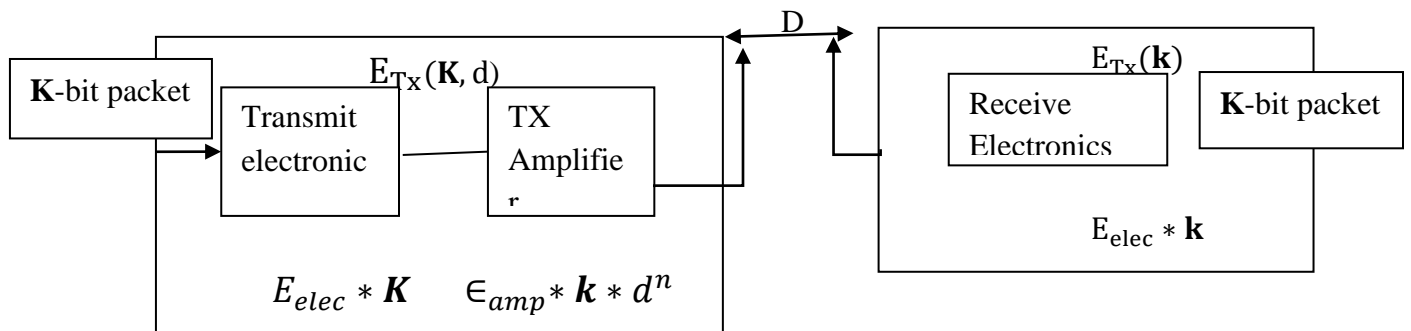 D
E_Tx(K, d)
K-bit packet
Transmit
electronic
TX
Amplifie
r
E_elec * K   ∈_amp * k * d^n
E_Tx(k)
Receive
Electronics
K-bit packet
E_elec * k